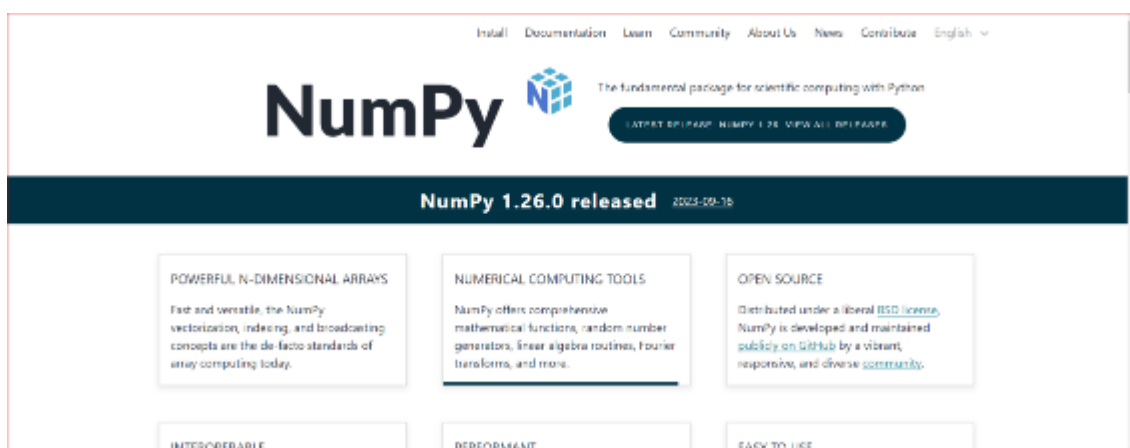 Install Documentation Learn Community About Us News Contribute English
NumPy
The fundamental package for scientific computing with Python
LATEST RELEASE: NUMPY 1.26. VIEW ALL RELEASES
NumPy 1.26.0 released 2023-09-16
POWERFUL N-DIMENSIONAL ARRAYS
Fast and versatile, the NumPy
vectorization, indexing, and broadcasting
concepts are the de-facto standards of
array computing today.
NUMERICAL COMPUTING TOOLS
NumPy offers comprehensive
mathematical functions, random number
generators, linear algebra routines, Fourier
transforms, and more.
OPEN SOURCE
Distributed under a liberal BSD license,
NumPy is developed and maintained
publicly on GitHub by a vibrant,
responsive, and diverse community.
INTEROPERABLE
PERFORMANT
EASY TO USE